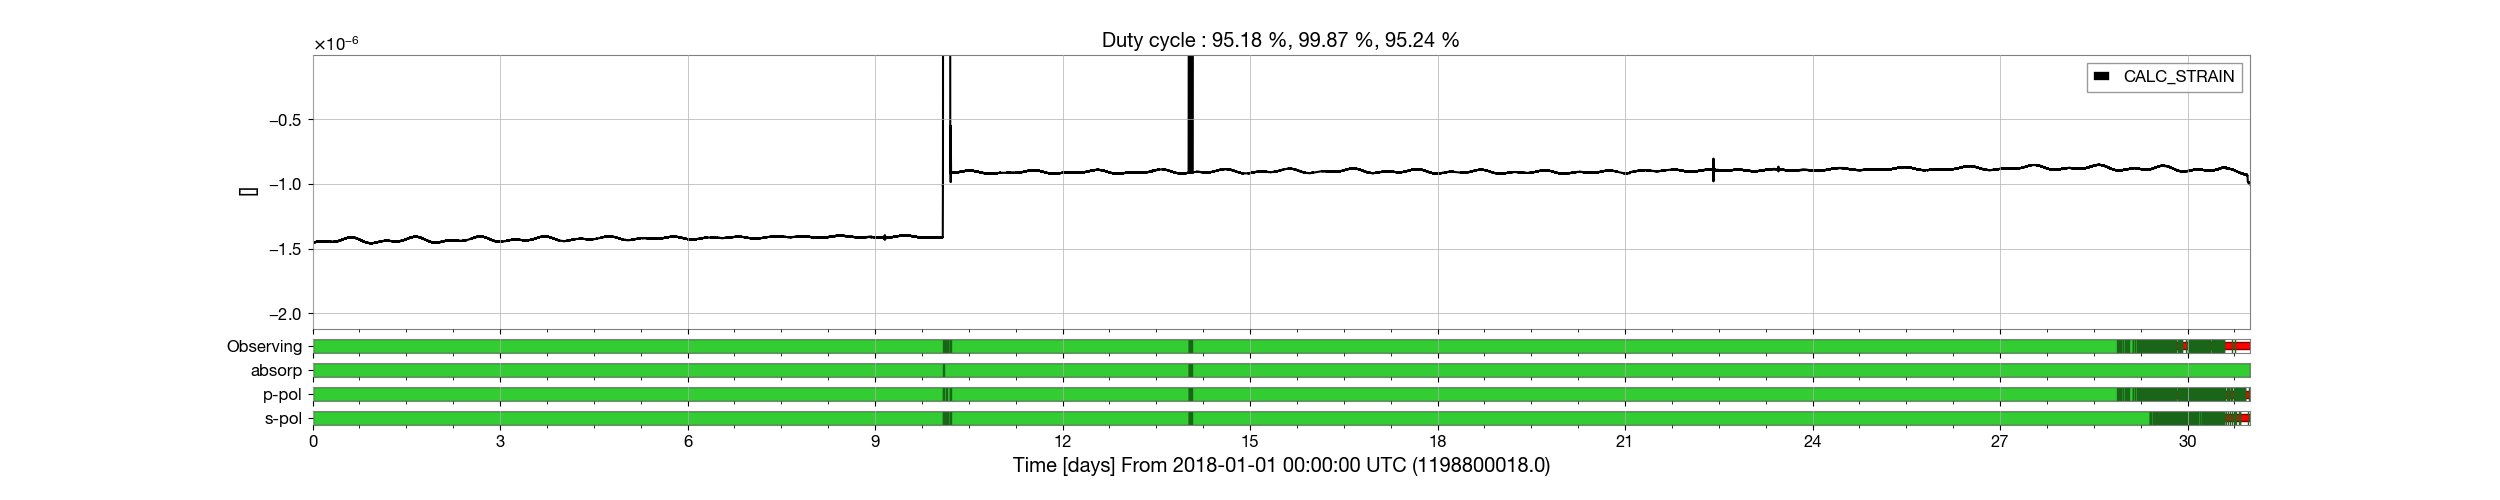 Duty cycle : 95.18 %, 99.87 %, 95.24 %
×10⁻⁶
CALC_STRAIN
−0.5
−1.0
−1.5
−2.0
[]
Observing
absorp
p-pol
s-pol
0 3 6 9 12 15 18 21 24 27 30
Time [days] From 2018-01-01 00:00:00 UTC (1198800018.0)